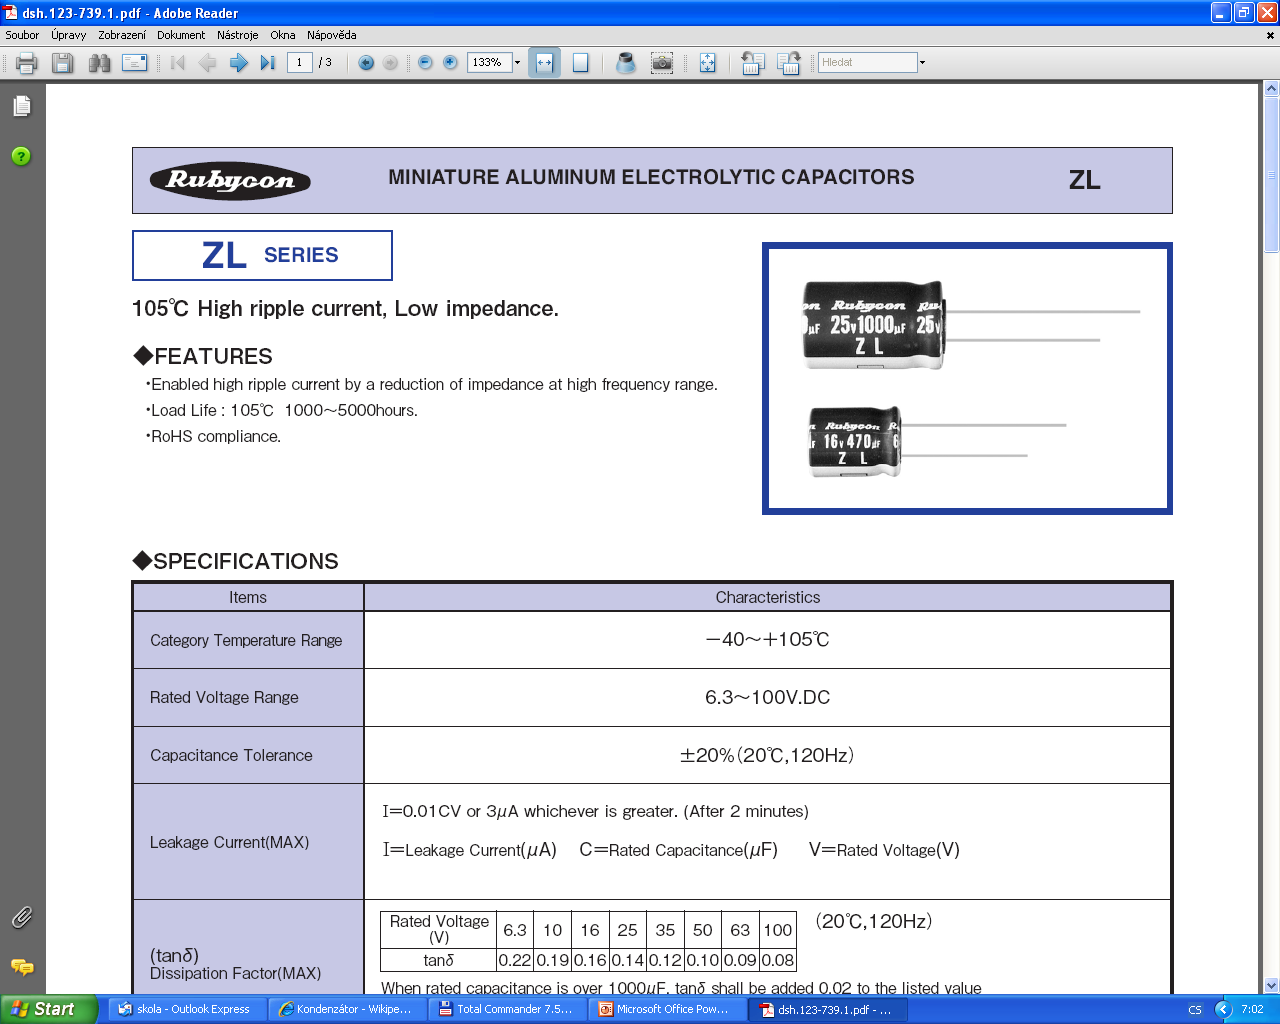 dsh.123-739.1.pdf - Adobe Reader
Soubor Úpravy Zobrazení Dokument Nástroje Okna Nápověda
1 / 3 133% Hledat
Rubycon MINIATURE ALUMINUM ELECTROLYTIC CAPACITORS ZL
ZL SERIES
105℃ High ripple current, Low impedance.
◆FEATURES
・Enabled high ripple current by a reduction of impedance at high frequency range.
・Load Life : 105℃ 1000～5000hours.
・RoHS compliance.
on Rubycon Ru
0μF 25v1000μF 25v
Z L
Rubycon R
μF 16v 470μF 6
Z L
◆SPECIFICATIONS
Items Characteristics
Category Temperature Range －40～＋105℃
Rated Voltage Range 6.3～100V.DC
Capacitance Tolerance ±20%(20℃,120Hz)
Leakage Current(MAX)
I＝0.01CV or 3μA whichever is greater. (After 2 minutes)
I＝Leakage Current(μA) C＝Rated Capacitance(μF) V＝Rated Voltage(V)
(tanδ)
Dissipation Factor(MAX)
Rated Voltage (V) 6.3 10 16 25 35 50 63 100 (20℃,120Hz)
tanδ 0.22 0.19 0.16 0.14 0.12 0.10 0.09 0.08
When rated capacitance is over 1000μF, tanδ shall be added 0.02 to the listed value
Start skola - Outlook Express Kondenzátor - Wikipe... Total Commander 7.5... Microsoft Office Pow... dsh.123-739.1.pdf - ... CS 7:02